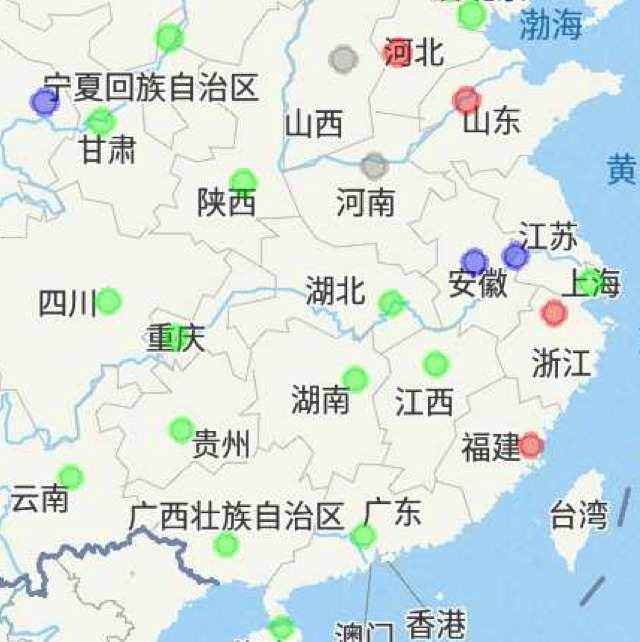 渤海
河北
宁夏回族自治区
山西
山东
甘肃
黄
陕西
河南
江苏
安徽
上海
湖北
四川
重庆
浙江
湖南
江西
贵州
福建
云南
广西壮族自治区
广东
台湾
澳门
香港